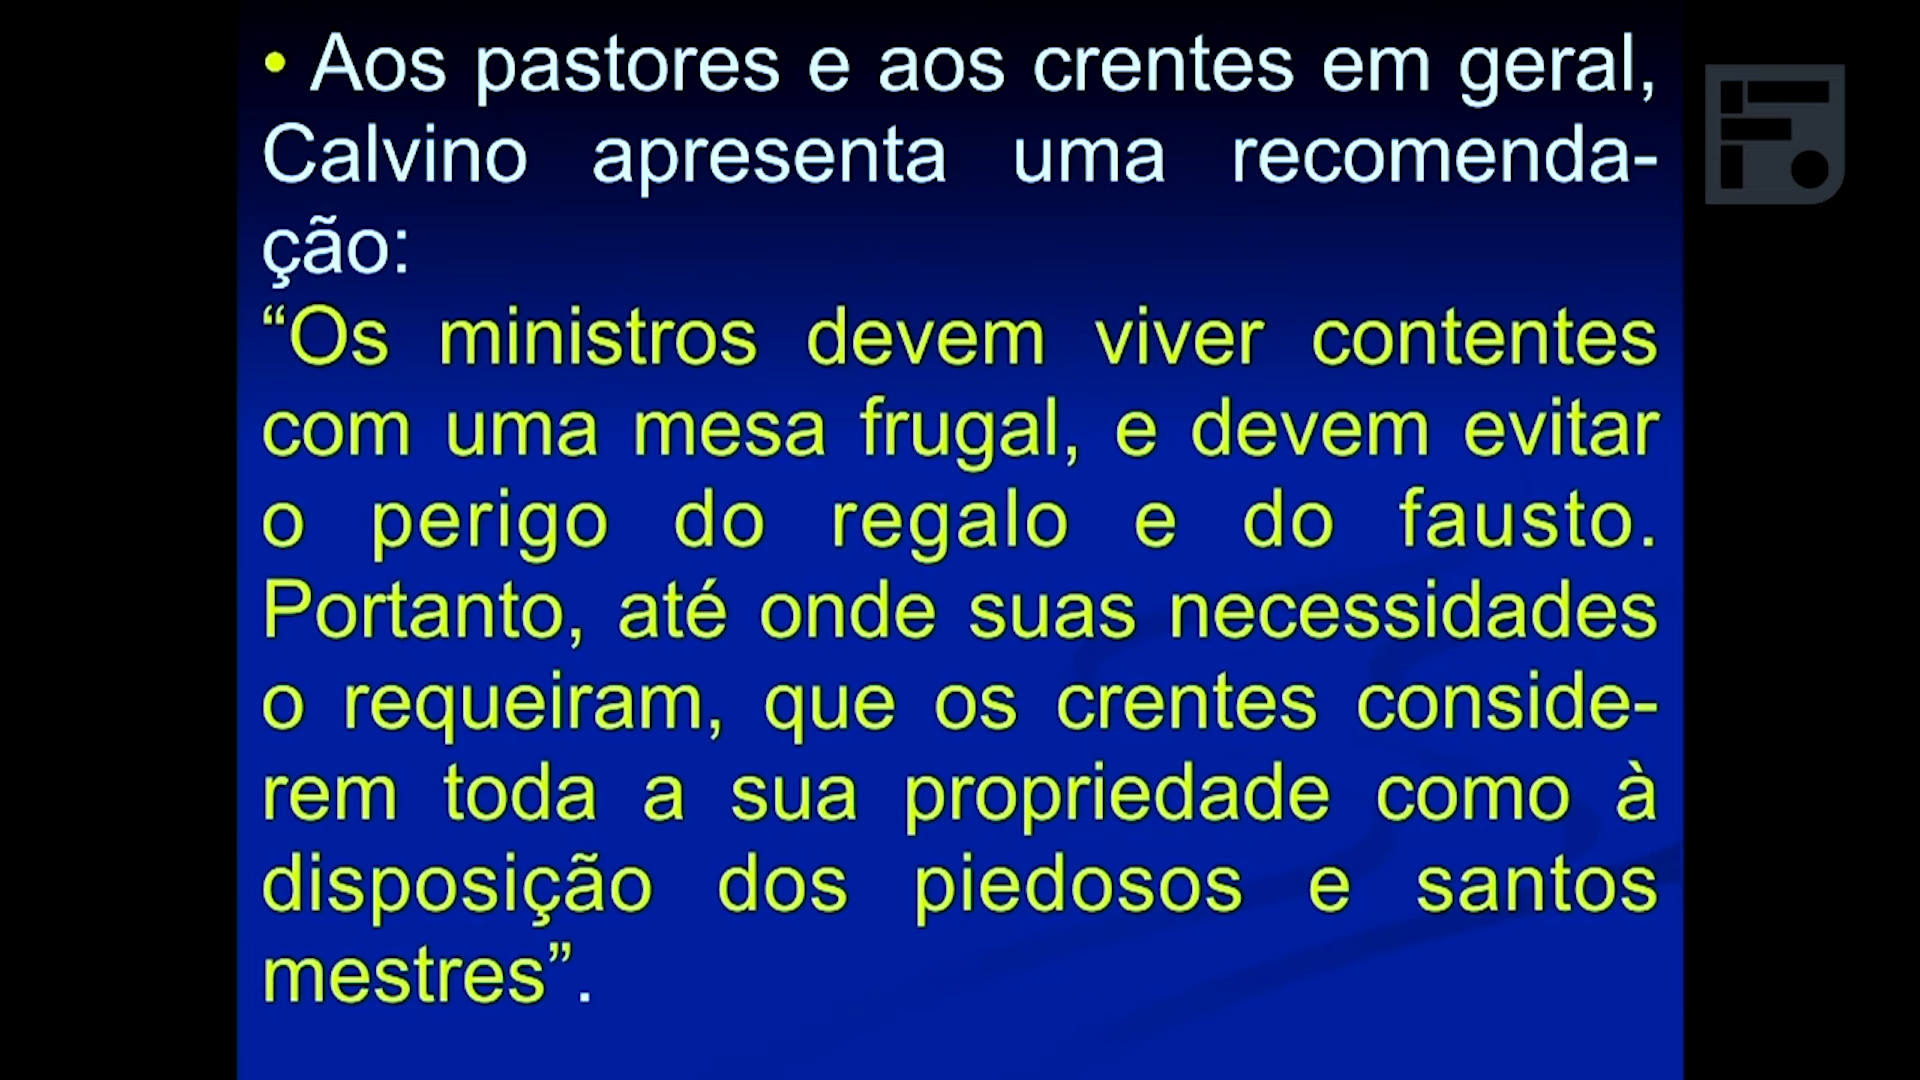 • Aos pastores e aos crentes em geral,
Calvino apresenta uma recomenda-
ção:
“Os ministros devem viver contentes
com uma mesa frugal, e devem evitar
o perigo do regalo e do fausto.
Portanto, até onde suas necessidades
o requeiram, que os crentes conside-
rem toda a sua propriedade como à
disposição dos piedosos e santos
mestres”.